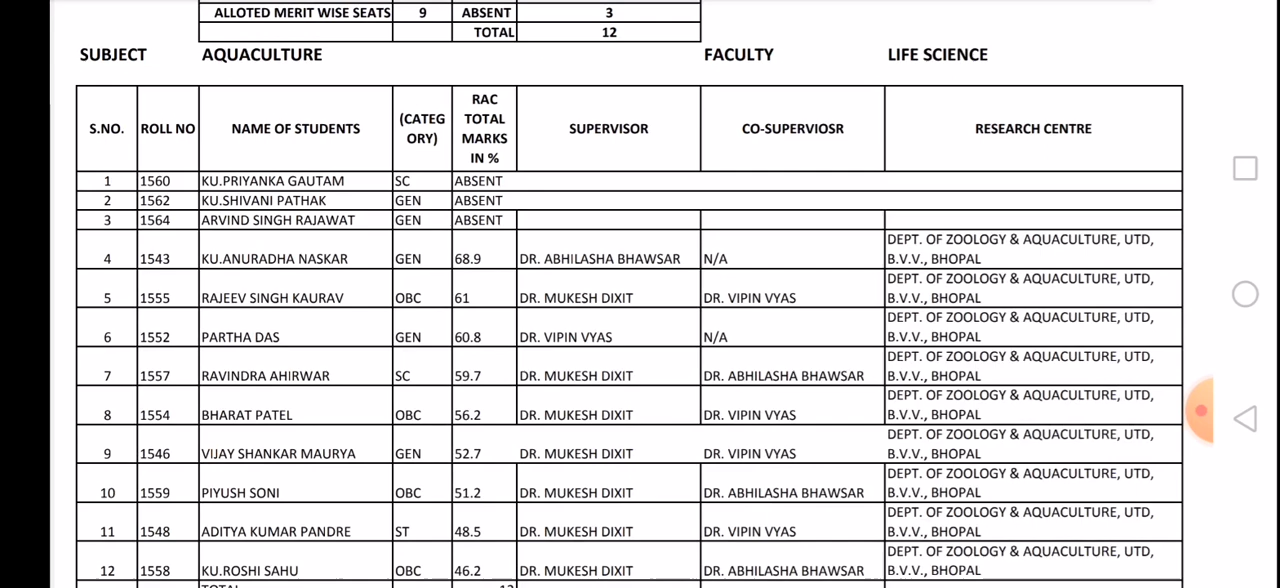 ALLOTED MERIT WISE SEATS 9 ABSENT 3
TOTAL 12
SUBJECT AQUACULTURE FACULTY LIFE SCIENCE
S.NO. ROLL NO NAME OF STUDENTS (CATEG ORY) RAC TOTAL MARKS IN % SUPERVISOR CO-SUPERVIOSR RESEARCH CENTRE
1 1560 KU.PRIYANKA GAUTAM SC ABSENT
2 1562 KU.SHIVANI PATHAK GEN ABSENT
3 1564 ARVIND SINGH RAJAWAT GEN ABSENT
4 1543 KU.ANURADHA NASKAR GEN 68.9 DR. ABHILASHA BHAWSAR N/A DEPT. OF ZOOLOGY & AQUACULTURE, UTD, B.V.V., BHOPAL
5 1555 RAJEEV SINGH KAURAV OBC 61 DR. MUKESH DIXIT DR. VIPIN VYAS DEPT. OF ZOOLOGY & AQUACULTURE, UTD, B.V.V., BHOPAL
6 1552 PARTHA DAS GEN 60.8 DR. VIPIN VYAS N/A DEPT. OF ZOOLOGY & AQUACULTURE, UTD, B.V.V., BHOPAL
7 1557 RAVINDRA AHIRWAR SC 59.7 DR. MUKESH DIXIT DR. ABHILASHA BHAWSAR DEPT. OF ZOOLOGY & AQUACULTURE, UTD, B.V.V., BHOPAL
8 1554 BHARAT PATEL OBC 56.2 DR. MUKESH DIXIT DR. VIPIN VYAS DEPT. OF ZOOLOGY & AQUACULTURE, UTD, B.V.V., BHOPAL
9 1546 VIJAY SHANKAR MAURYA GEN 52.7 DR. MUKESH DIXIT DR. VIPIN VYAS DEPT. OF ZOOLOGY & AQUACULTURE, UTD, B.V.V., BHOPAL
10 1559 PIYUSH SONI OBC 51.2 DR. MUKESH DIXIT DR. ABHILASHA BHAWSAR DEPT. OF ZOOLOGY & AQUACULTURE, UTD, B.V.V., BHOPAL
11 1548 ADITYA KUMAR PANDRE ST 48.5 DR. MUKESH DIXIT DR. VIPIN VYAS DEPT. OF ZOOLOGY & AQUACULTURE, UTD, B.V.V., BHOPAL
12 1558 KU.ROSHI SAHU OBC 46.2 DR. MUKESH DIXIT DR. ABHILASHA BHAWSAR DEPT. OF ZOOLOGY & AQUACULTURE, UTD, B.V.V., BHOPAL
TOTAL 12